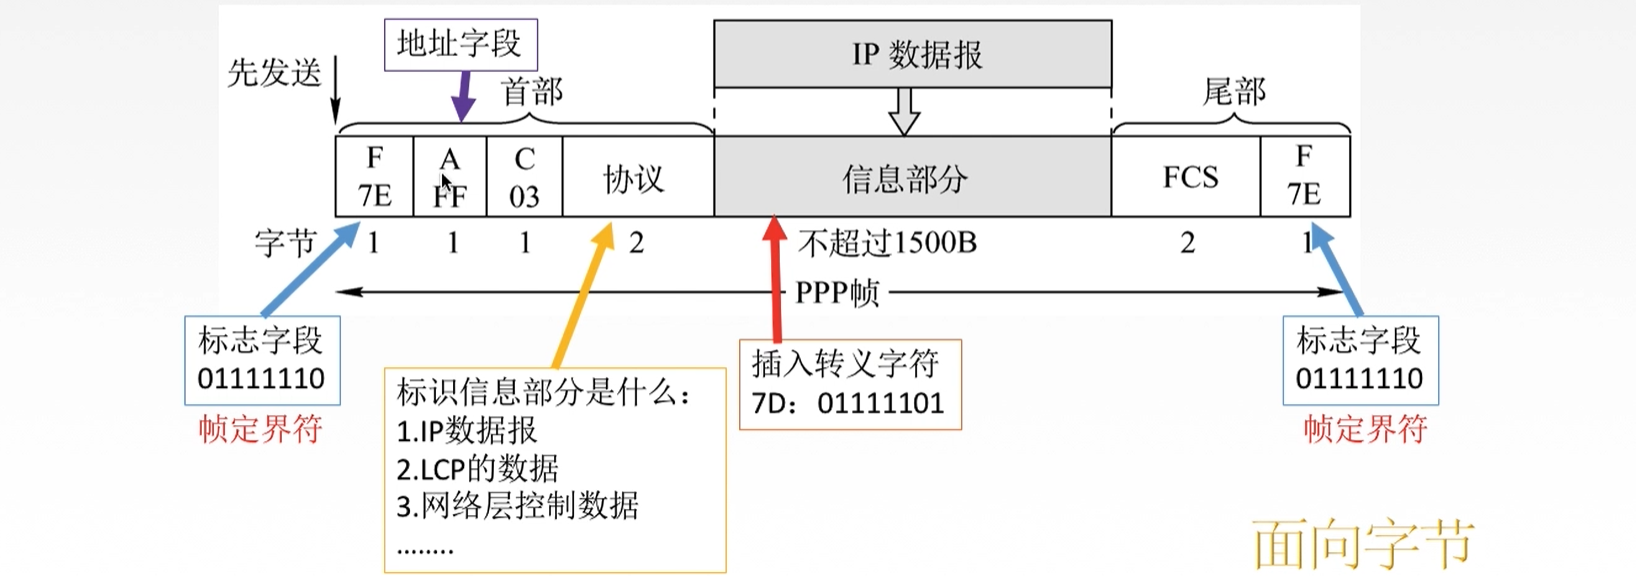 地址字段
IP 数据报
先发送
首部
尾部
F
7E
A
FF
C
03
协议
信息部分
FCS
F
7E
字节
1
1
1
2
不超过1500B
2
1
PPP帧
标志字段
01111110
帧定界符
标识信息部分是什么：
1.IP数据报
2.LCP的数据
3.网络层控制数据
........
插入转义字符
7D：01111101
标志字段
01111110
帧定界符
面向字节